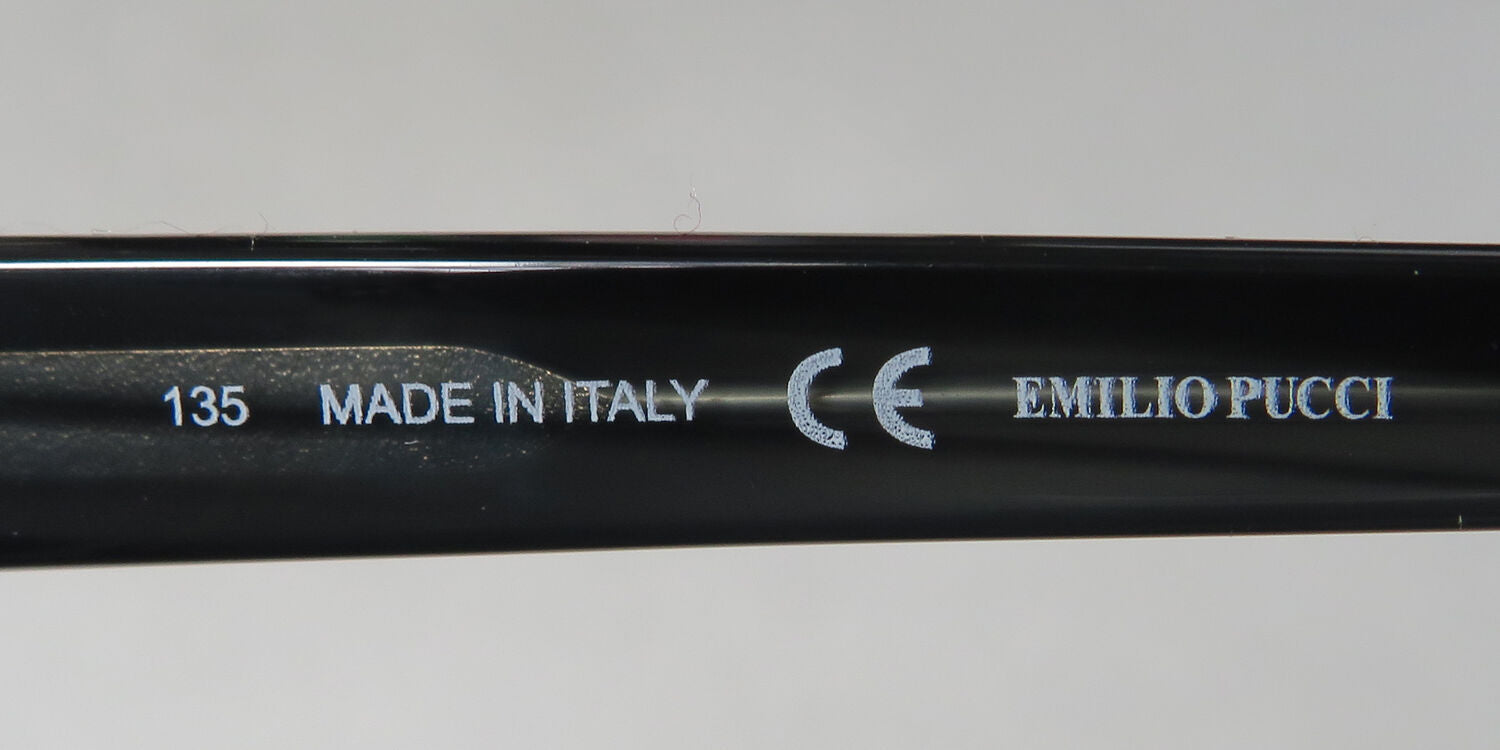 135 MADE IN ITALY CE EMILIO PUCCI